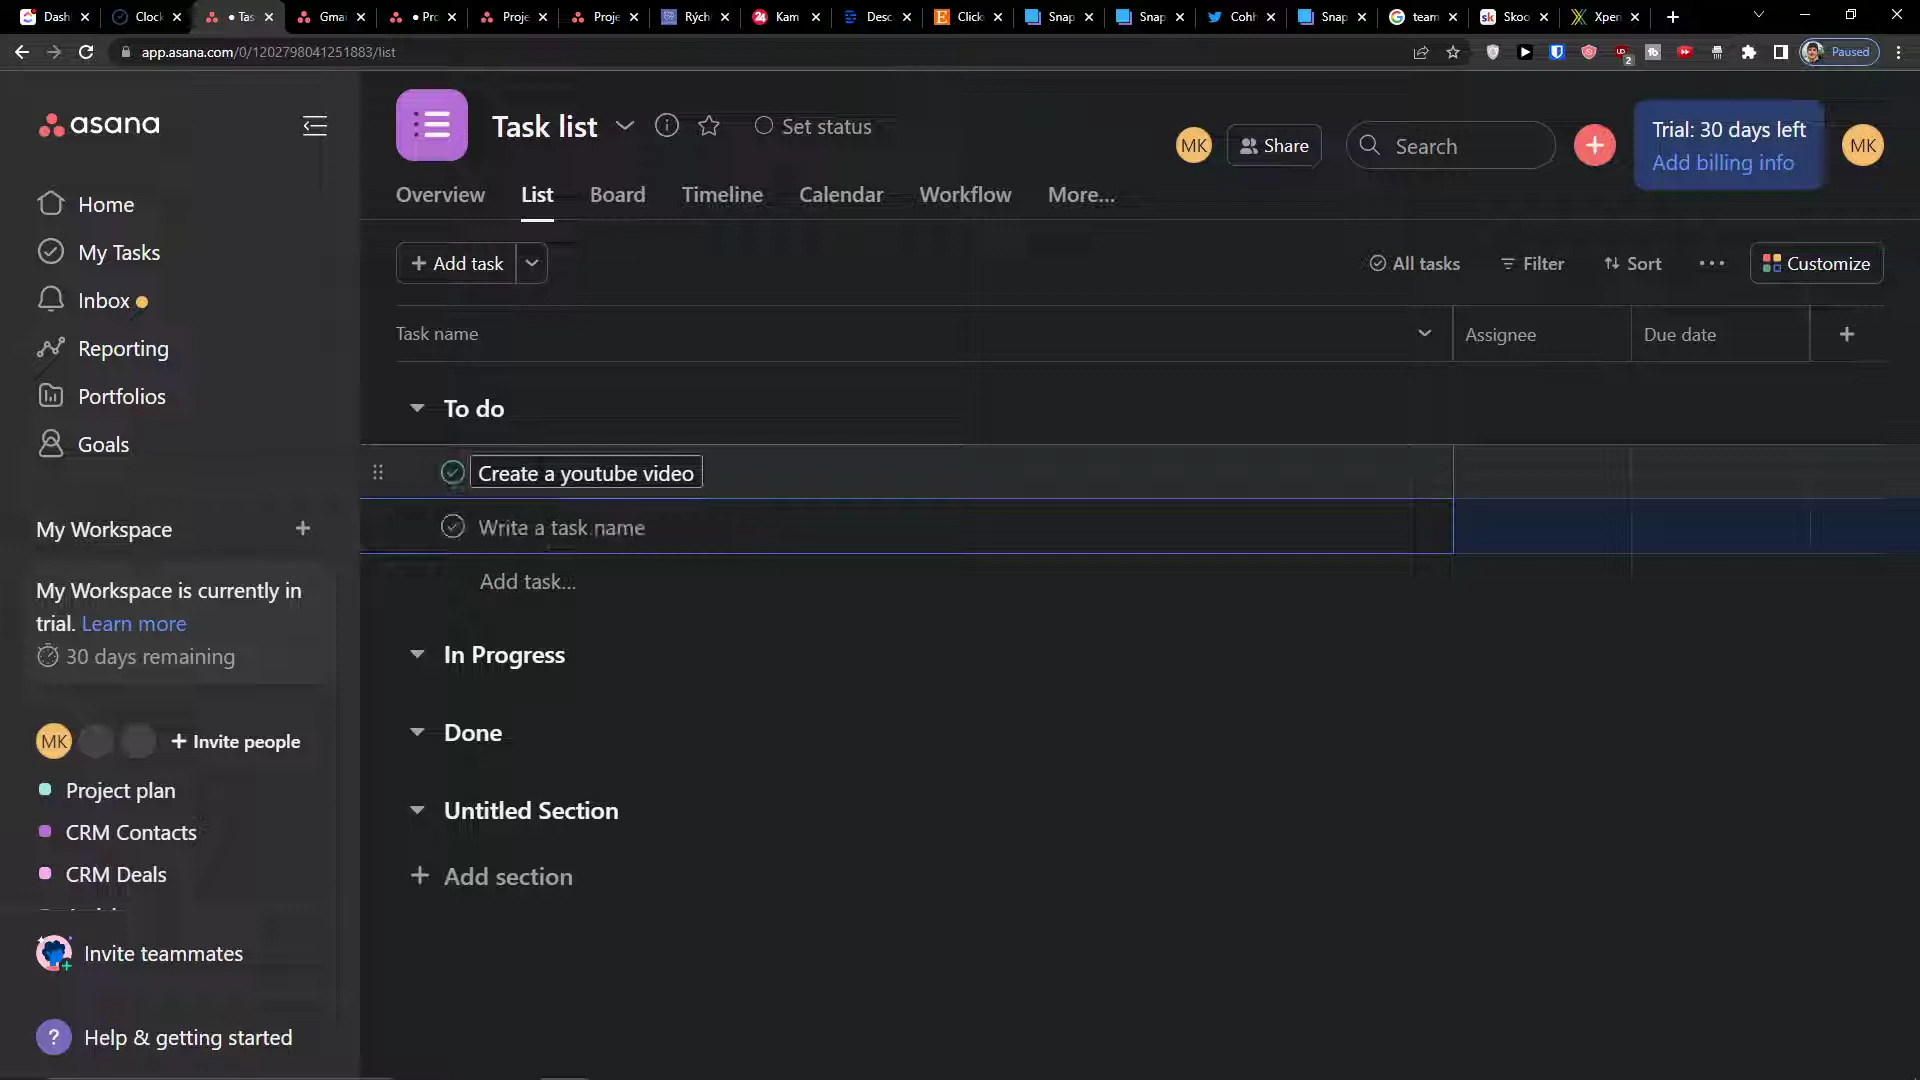 Dash
Clock
• Tas
Gmai
• Pro
Proje
Proje
Rých
Kam
Desc
Click
Snap
Snap
Cohh
Snap
team
Skoo
Xpen
app.asana.com/0/1202798041251883/list
2
Paused
asana
Home
My Tasks
Inbox
Reporting
Portfolios
Goals
My Workspace
My Workspace is currently in
trial. Learn more
30 days remaining
MK
Invite people
Project plan
CRM Contacts
CRM Deals
Invite teammates
? Help & getting started
Task list
Set status
MK
Share
Search
Trial: 30 days left
Add billing info
MK
Overview List Board Timeline Calendar Workflow More...
+ Add task
All tasks
Filter
Sort
Customize
Task name
Assignee
Due date
To do
Create a youtube video
Write a task name
Add task...
In Progress
Done
Untitled Section
+ Add section